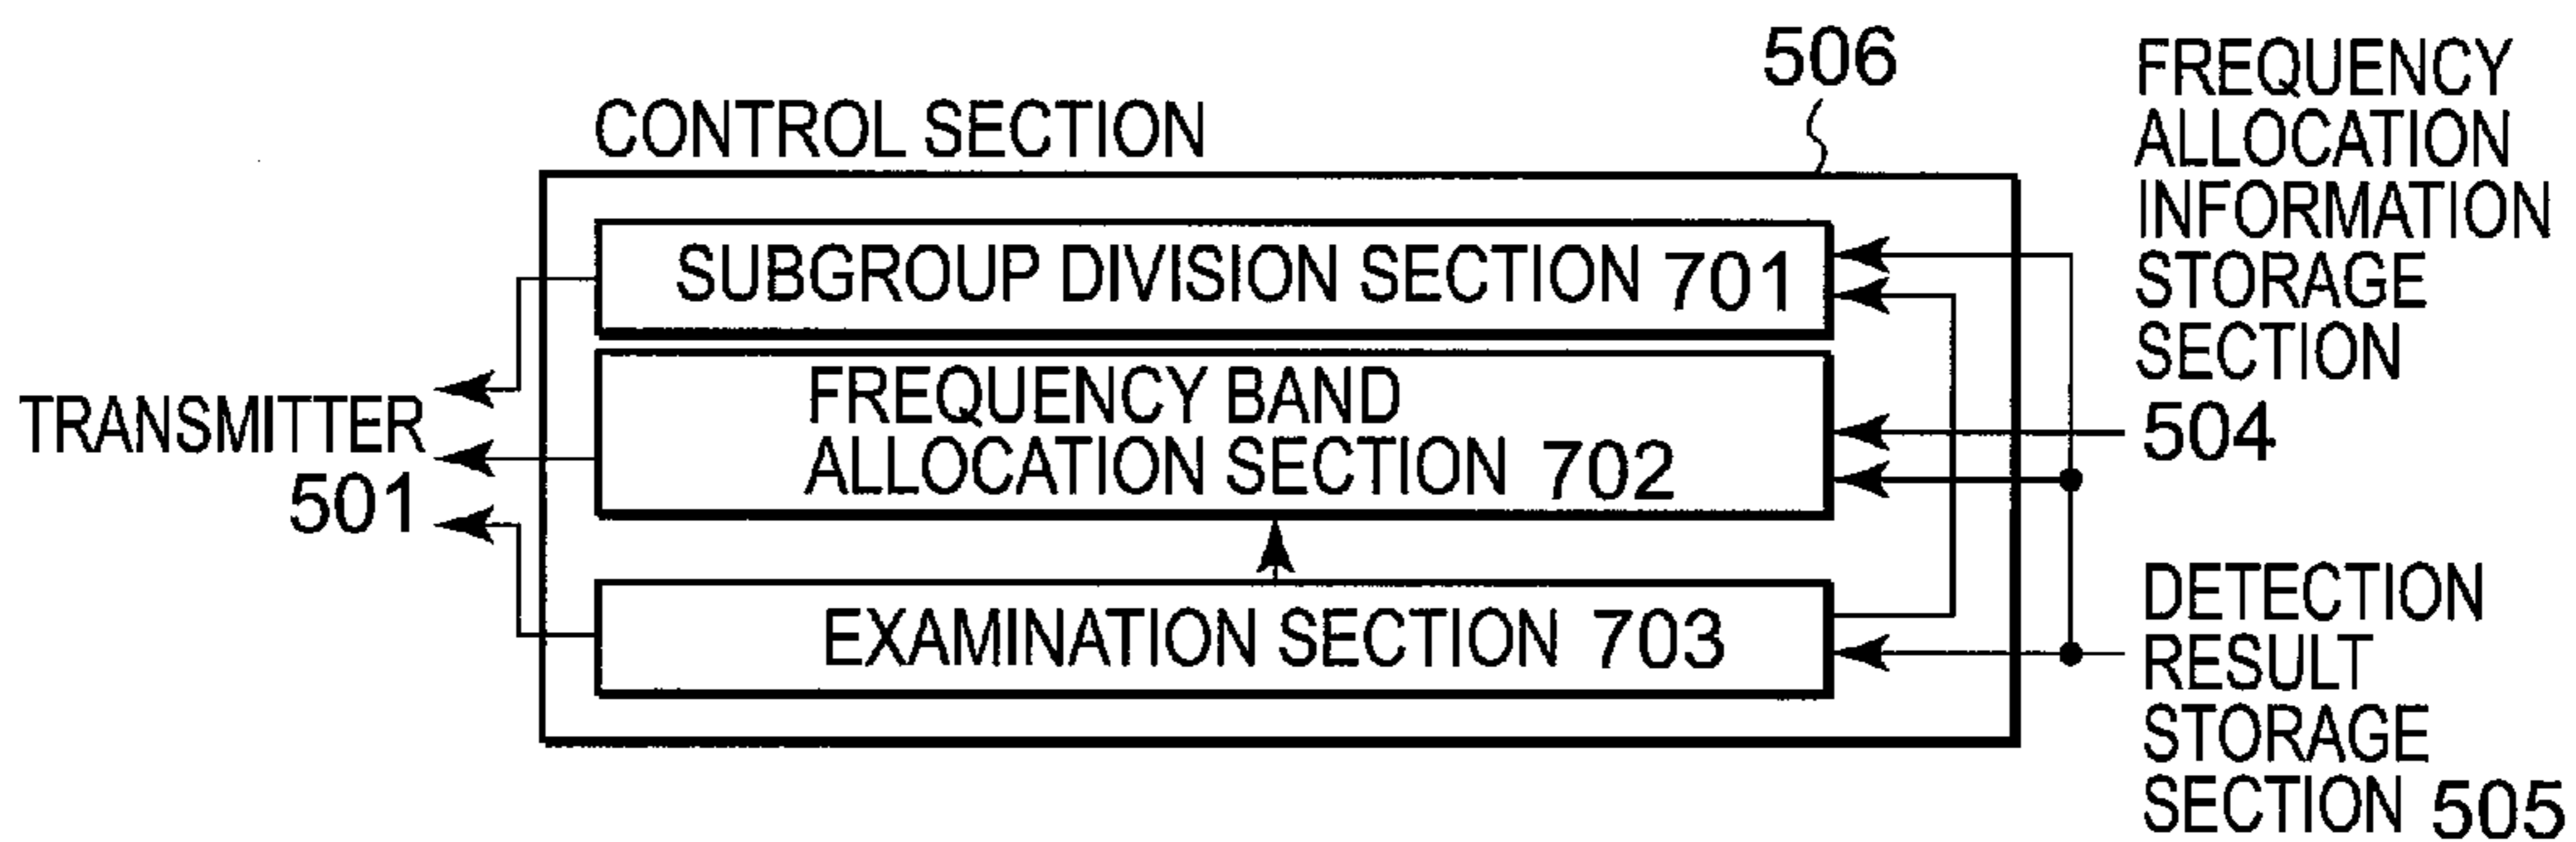 506
CONTROL SECTION
SUBGROUP DIVISION SECTION 701
FREQUENCY BAND
ALLOCATION SECTION 702
EXAMINATION SECTION 703
TRANSMITTER
501
FREQUENCY
ALLOCATION
INFORMATION
STORAGE
SECTION
504
DETECTION
RESULT
STORAGE
SECTION 505